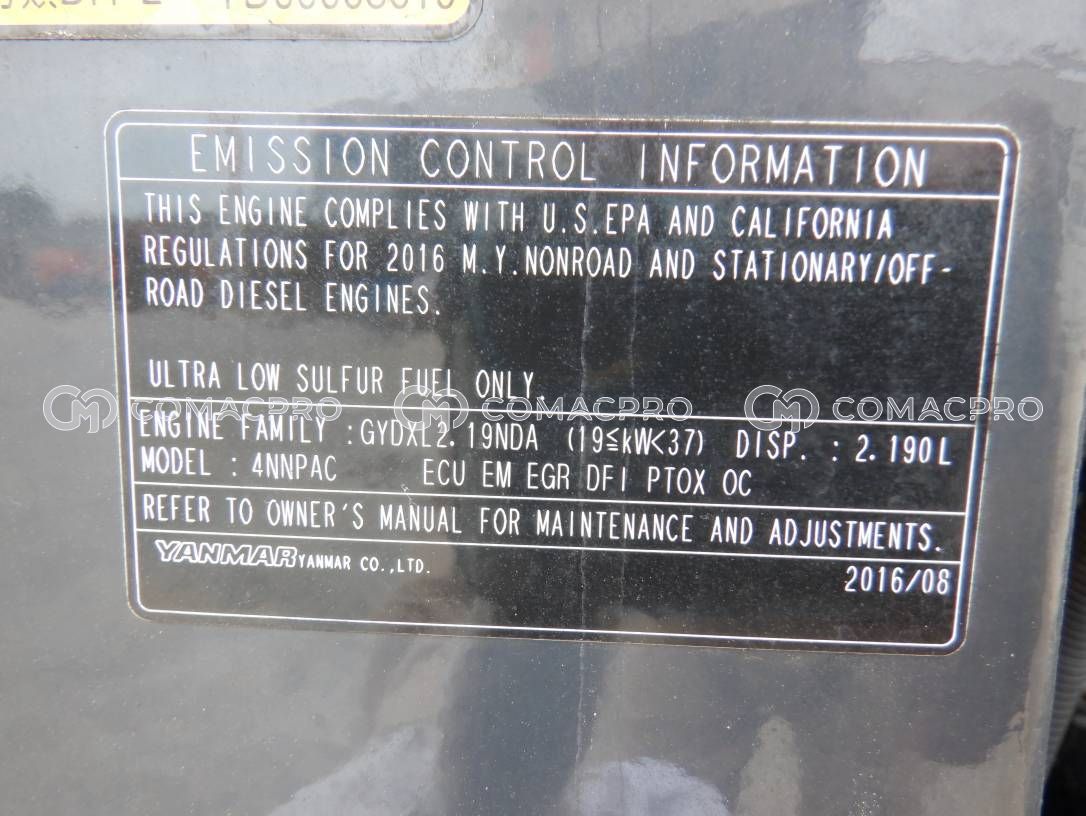 EMISSION CONTROL INFORMATION
THIS ENGINE COMPLIES WITH U.S.EPA AND CALIFORNIA
REGULATIONS FOR 2016 M.Y.NONROAD AND STATIONARY/OFF-
ROAD DIESEL ENGINES.
ULTRA LOW SULFUR FUEL ONLY.
COMACPRO COMACPRO COMACPRO
ENGINE FAMILY :GYDXL2.19NDA (19≦kW<37) DISP. : 2.190L
MODEL : 4NNPAC ECU EM EGR DFI PTOX OC
REFER TO OWNER'S MANUAL FOR MAINTENANCE AND ADJUSTMENTS.
YANMAR YANMAR CO.,LTD.
2016/08